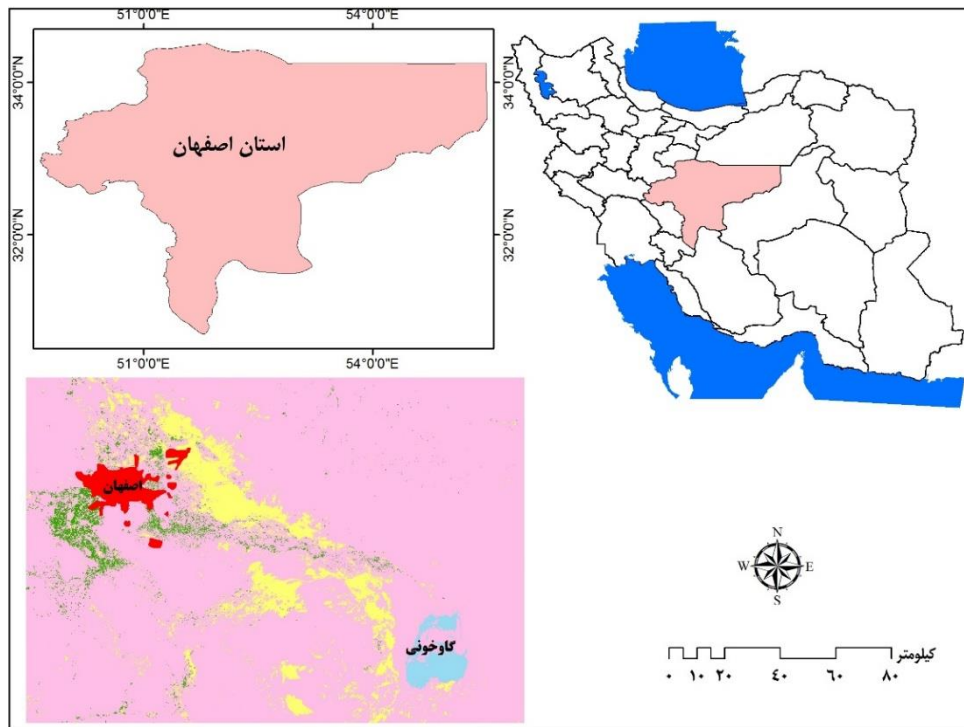 51°0'0"E
54°0'0"E
34°0'0"N
34°0'0"N
استان اصفهان
32°0'0"N
32°0'0"N
51°0'0"E
54°0'0"E
اصفهان
گاوخونی
N
W
E
S
کیلومتر
۰ ۱۰ ۲۰ ۴۰ ۶۰ ۸۰